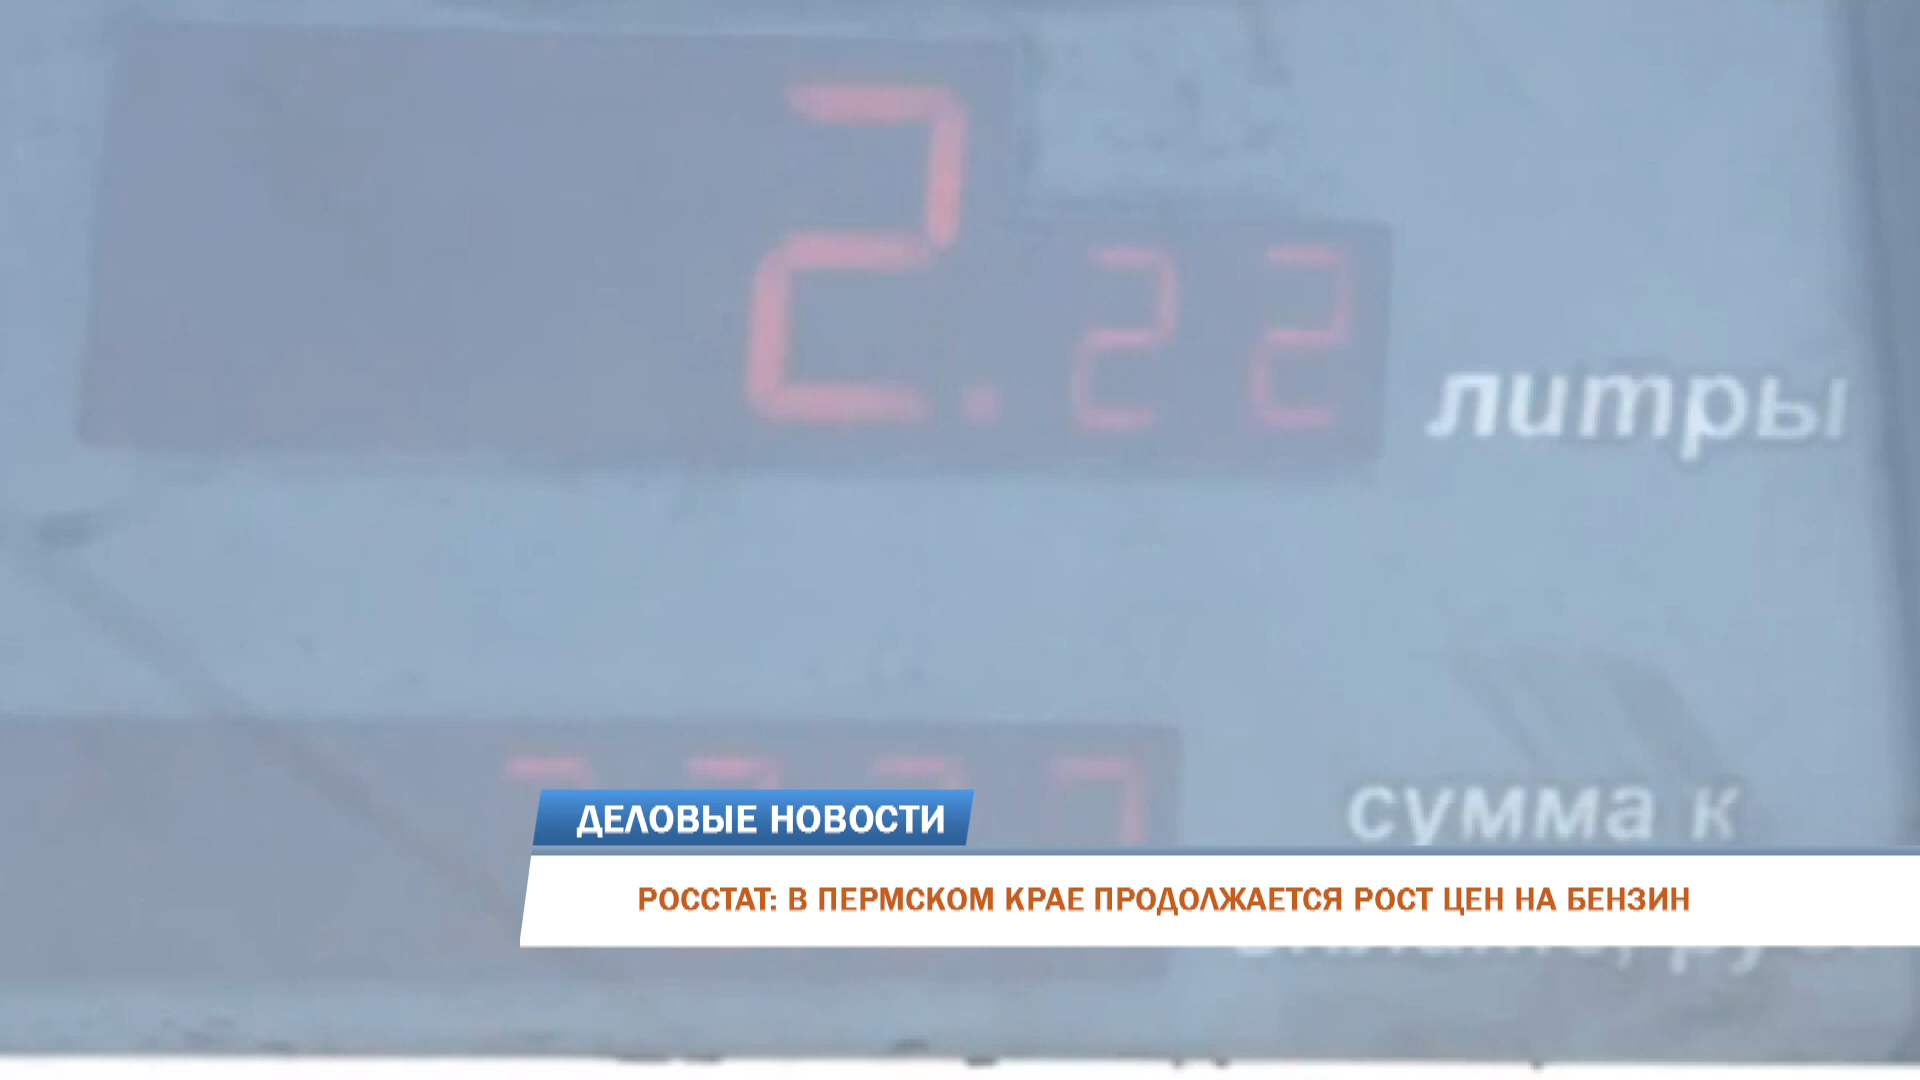 2.22
литры
сумма к
ДЕЛОВЫЕ НОВОСТИ
РОССТАТ: В ПЕРМСКОМ КРАЕ ПРОДОЛЖАЕТСЯ РОСТ ЦЕН НА БЕНЗИН